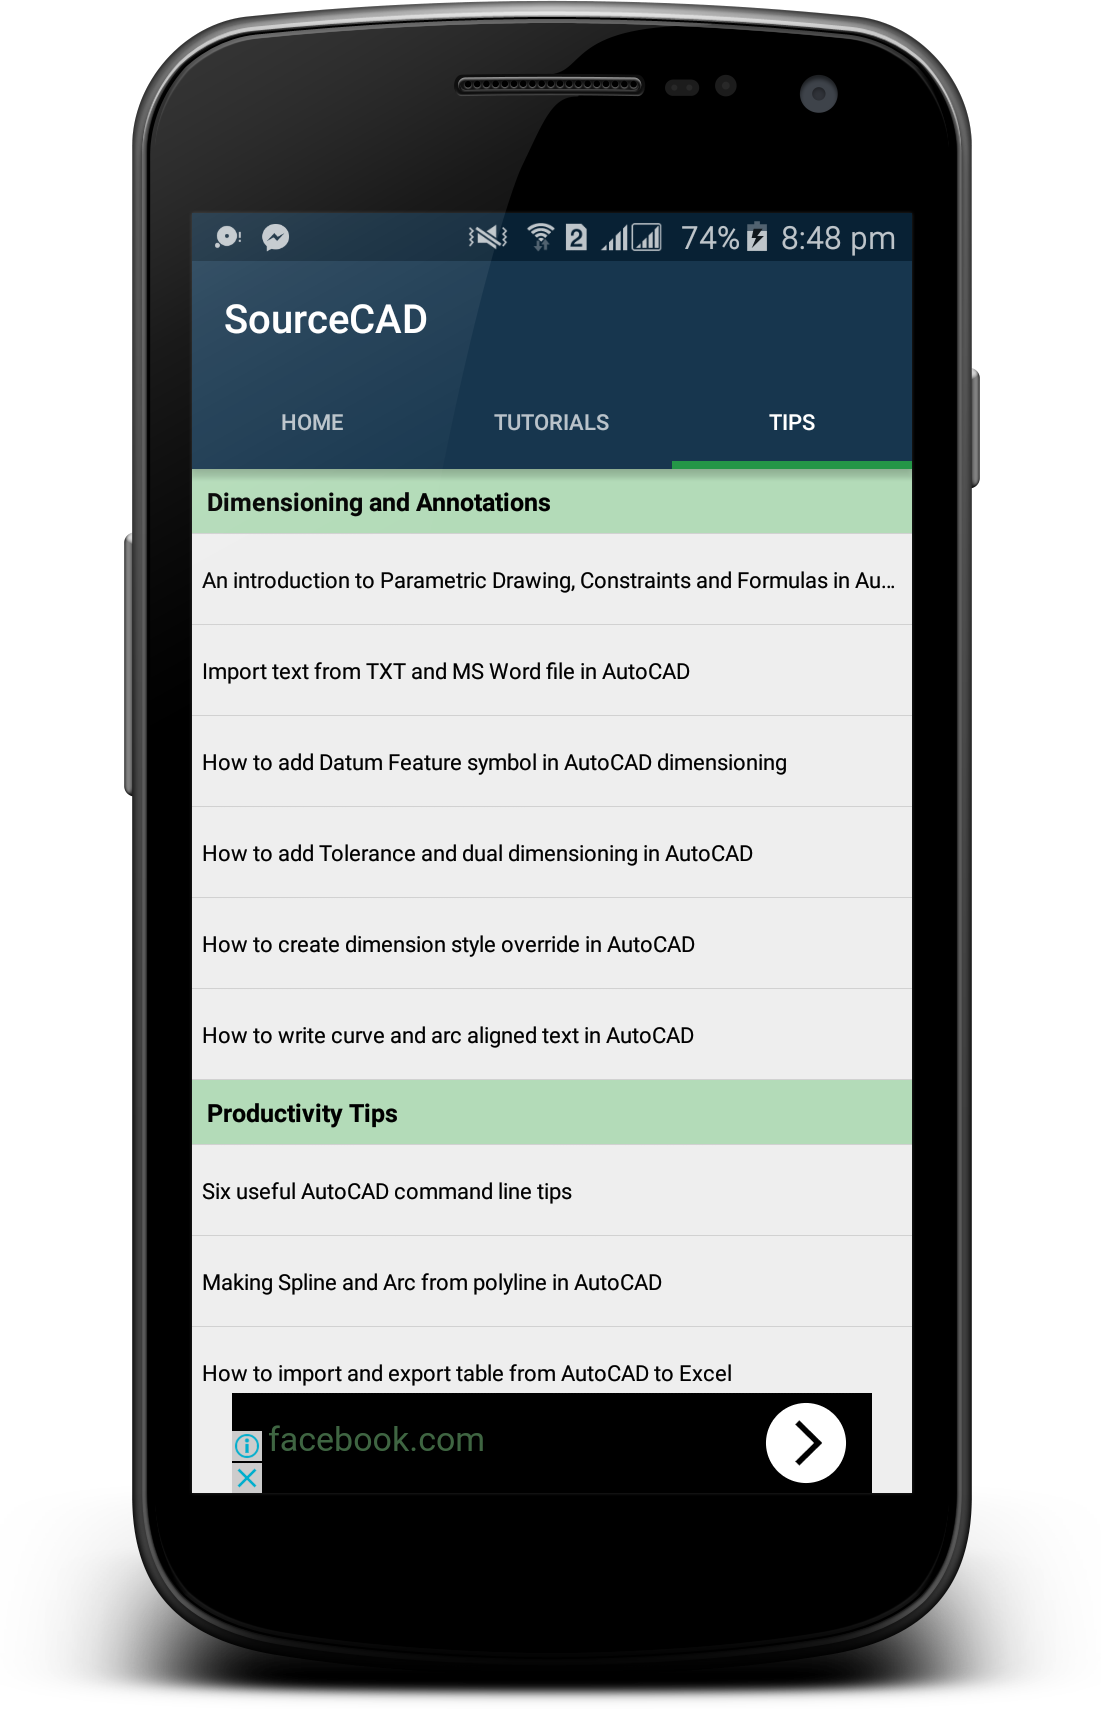 2 74% 8:48 pm
SourceCAD
HOME TUTORIALS TIPS
Dimensioning and Annotations
An introduction to Parametric Drawing, Constraints and Formulas in Au...
Import text from TXT and MS Word file in AutoCAD
How to add Datum Feature symbol in AutoCAD dimensioning
How to add Tolerance and dual dimensioning in AutoCAD
How to create dimension style override in AutoCAD
How to write curve and arc aligned text in AutoCAD
Productivity Tips
Six useful AutoCAD command line tips
Making Spline and Arc from polyline in AutoCAD
How to import and export table from AutoCAD to Excel
facebook.com